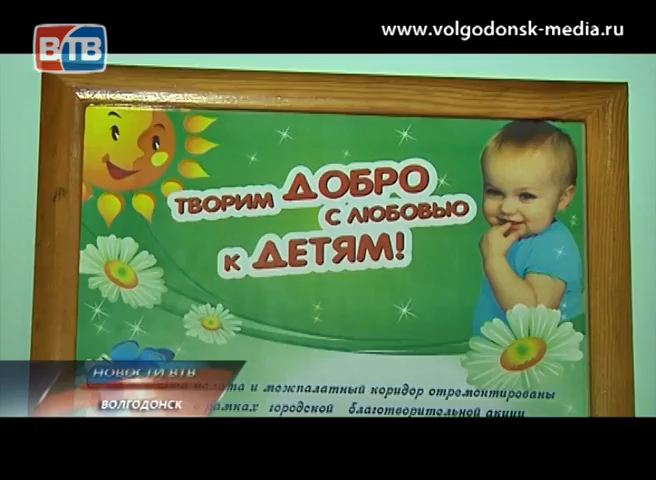 ВТВ
www.volgodonsk-media.ru
ТВОРИМ ДОБРО
С ЛЮБОВЬЮ
К ДЕТЯМ!
НОВОСТИ ВТВ
ВОЛГОДОНСК
палата и можпалатный коридор отремонтированы
рамках городской благотворительной акции